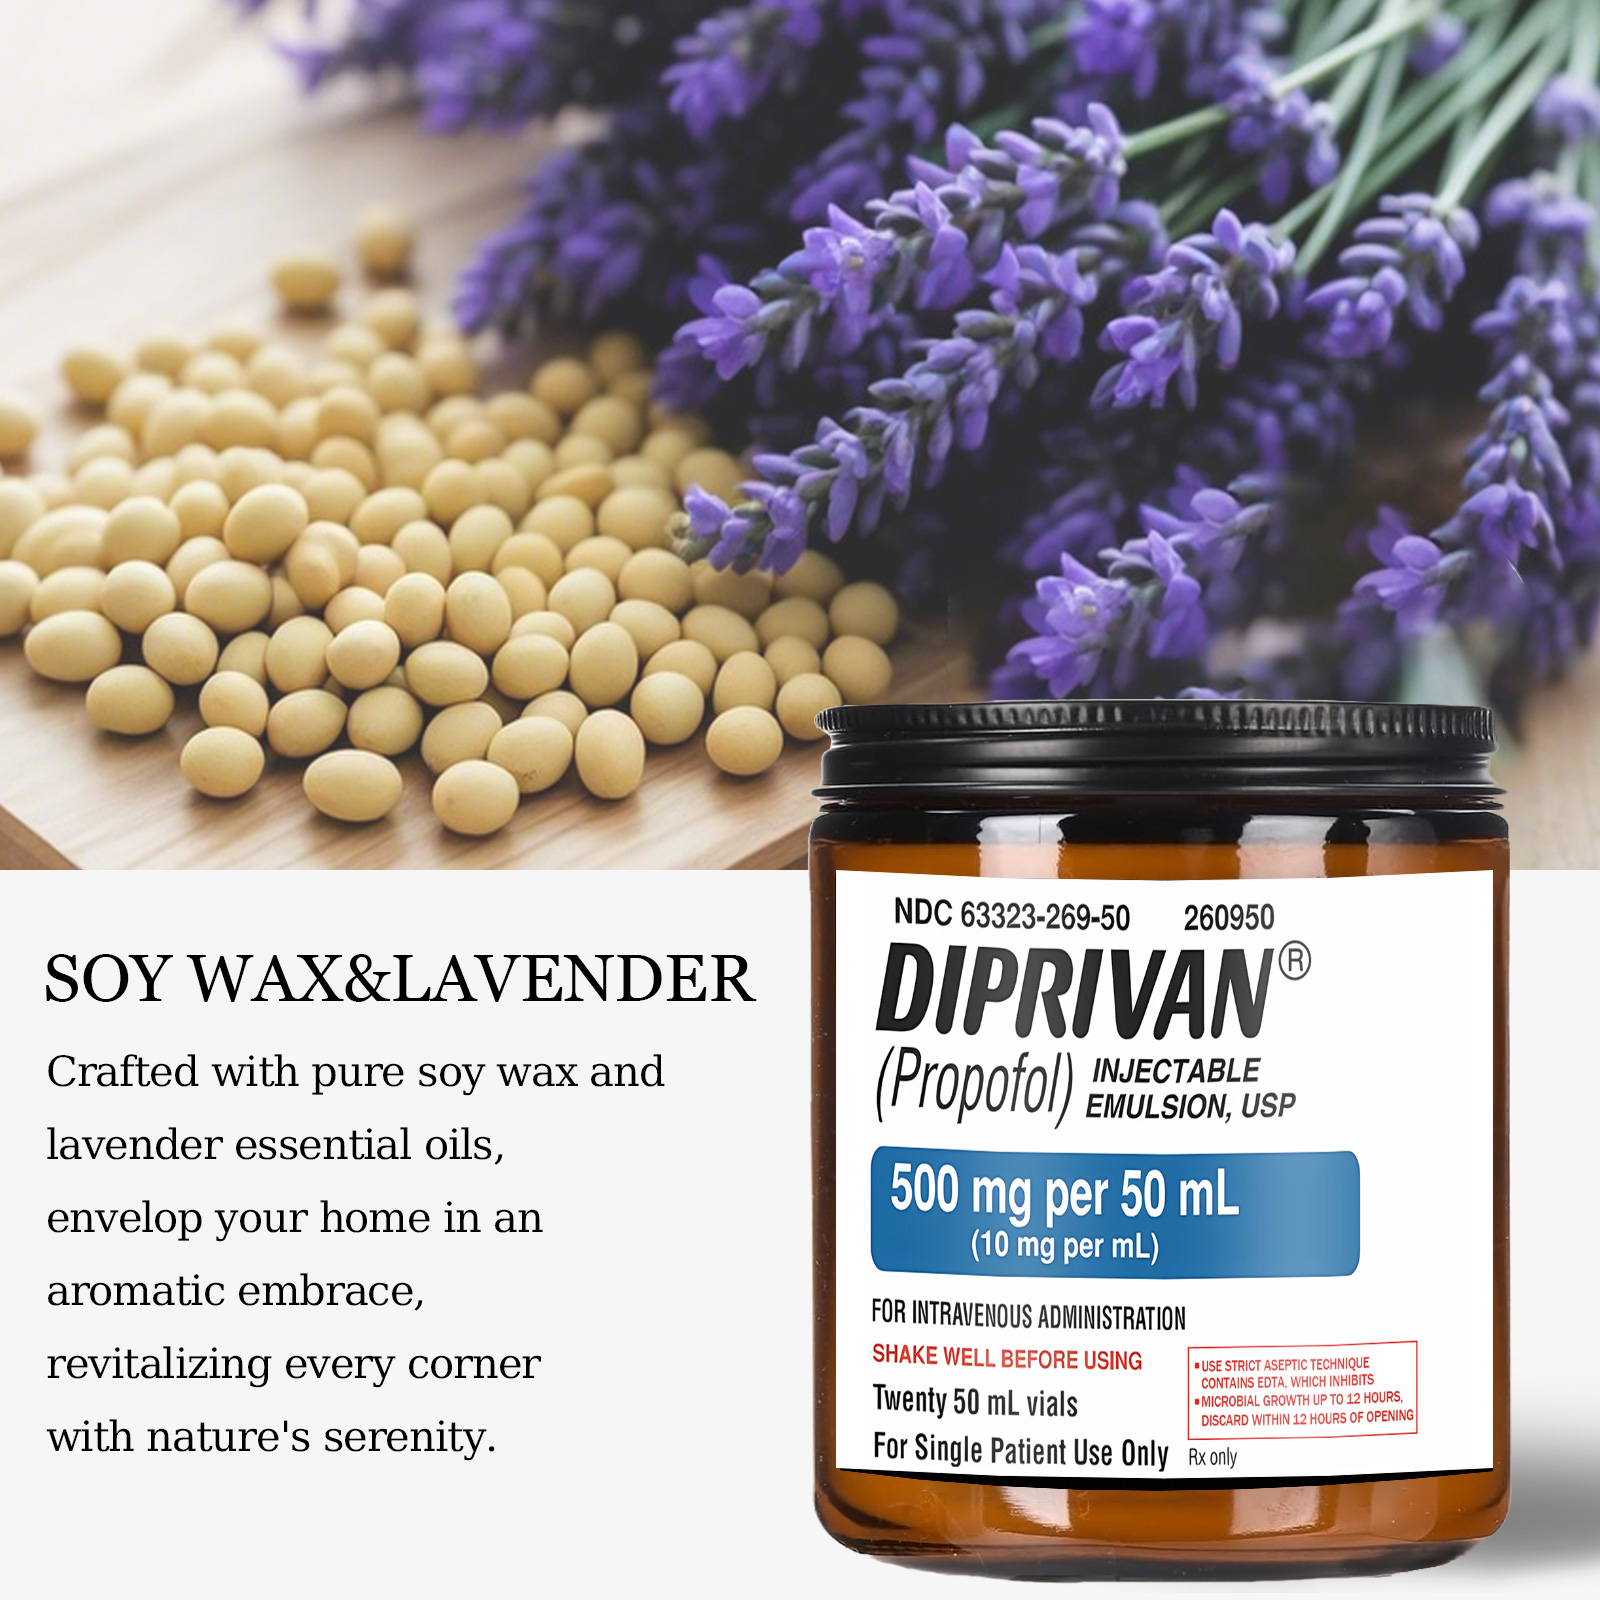 SOY WAX&LAVENDER
Crafted with pure soy wax and
lavender essential oils,
envelop your home in an
aromatic embrace,
revitalizing every corner
with nature's serenity.
NDC 63323-269-50 260950
DIPRIVAN®
(Propofol) INJECTABLE
EMULSION, USP
500 mg per 50 mL
(10 mg per mL)
FOR INTRAVENOUS ADMINISTRATION
SHAKE WELL BEFORE USING
Twenty 50 mL vials
For Single Patient Use Only
▪ USE STRICT ASEPTIC TECHNIQUE
CONTAINS EDTA, WHICH INHIBITS
▪ MICROBIAL GROWTH UP TO 12 HOURS,
DISCARD WITHIN 12 HOURS OF OPENING
Rx only